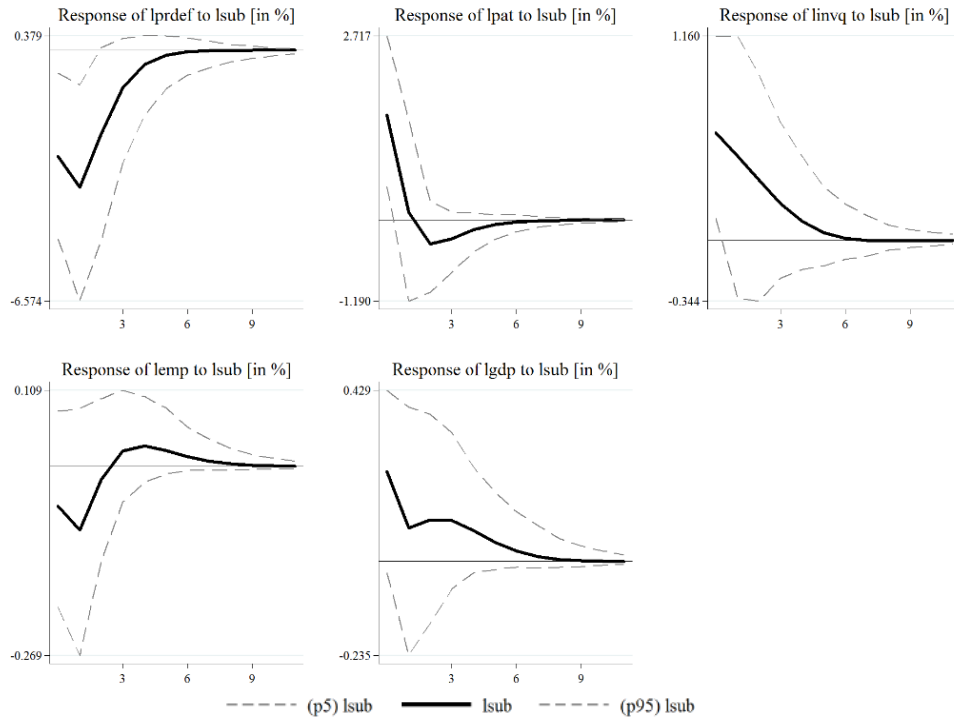 Response of lprdef to lsub [in %]
0.379
-6.574
3 6 9
Response of lpat to lsub [in %]
2.717
-1.190
3 6 9
Response of linvq to lsub [in %]
1.160
-0.344
3 6 9
Response of lemp to lsub [in %]
0.109
-0.269
3 6 9
Response of lgdp to lsub [in %]
0.429
-0.235
3 6 9
(p5) lsub lsub (p95) lsub